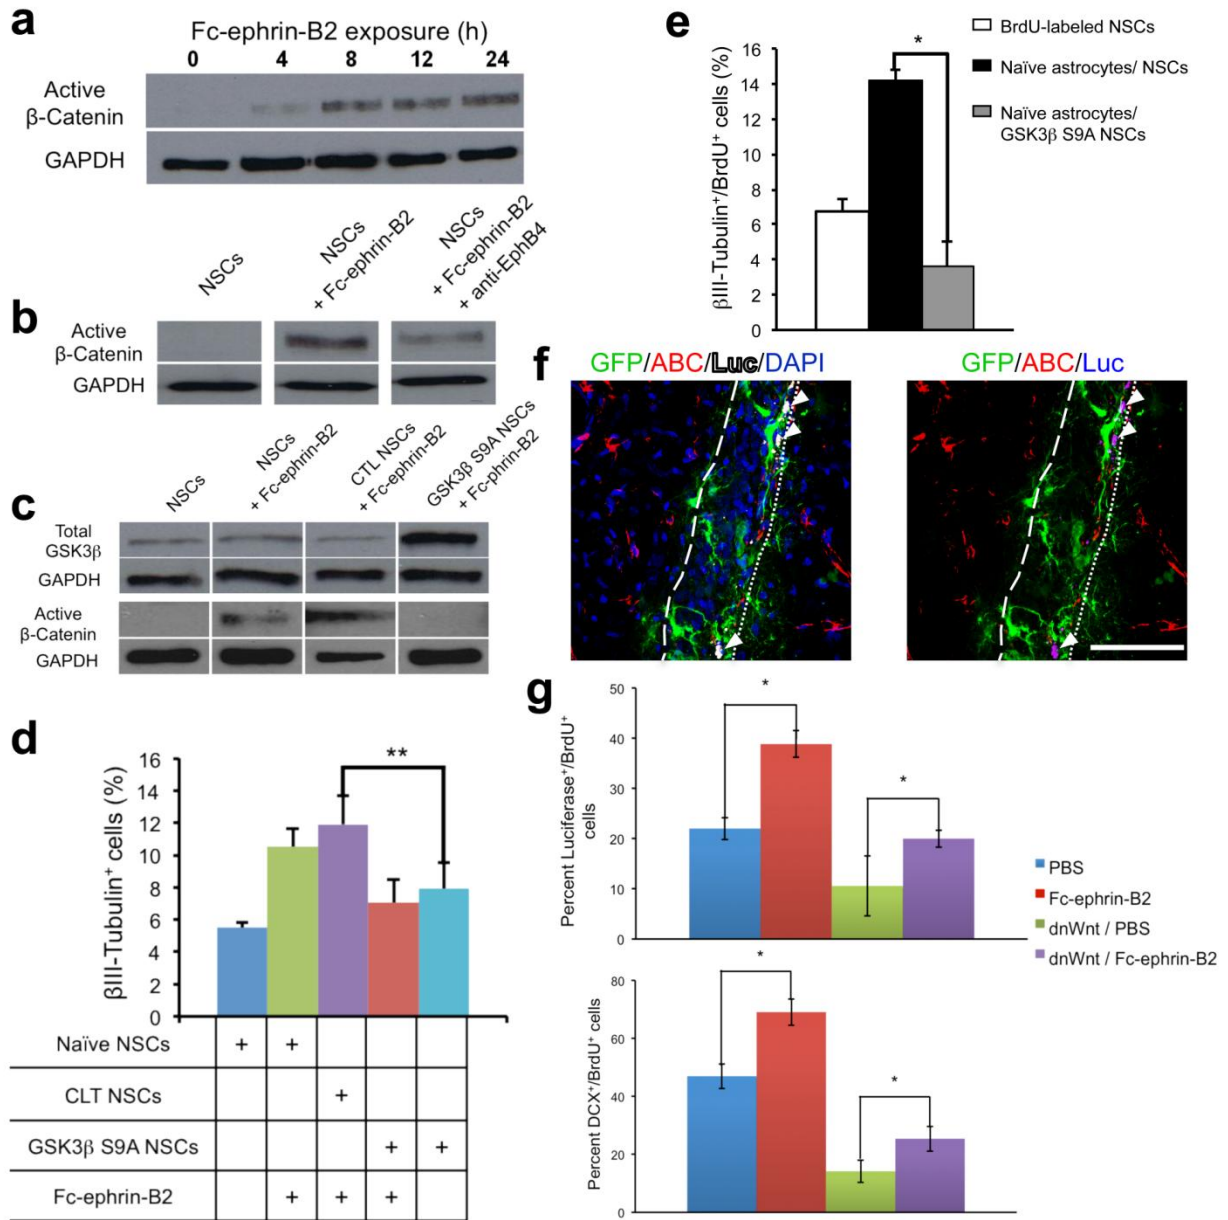 a
Fc-ephrin-B2 exposure (h)
0 4 8 12 24
Active
β-Catenin
GAPDH
b
NSCs
NSCs
+ Fc-ephrin-B2
NSCs
+ Fc-ephrin-B2
+ anti-EphB4
Active
β-Catenin
GAPDH
c
NSCs
NSCs
+ Fc-ephrin-B2
CTL NSCs
+ Fc-ephrin-B2
GSK3β S9A NSCs
+ Fc-phrin-B2
Total
GSK3β
GAPDH
Active
β-Catenin
GAPDH
d
βIII-Tubulin⁺ cells (%)
16
14
12
10
8
6
4
2
0
**
Naïve NSCs + +
CLT NSCs +
GSK3β S9A NSCs + +
Fc-ephrin-B2 + + +
e
βIII-Tubulin⁺/BrdU⁺ cells (%)
16
14
12
10
8
6
4
2
0
*
BrdU-labeled NSCs
Naïve astrocytes/ NSCs
Naïve astrocytes/
GSK3β S9A NSCs
f
GFP/ABC/Luc/DAPI
GFP/ABC/Luc
g
Percent Luciferase⁺/BrdU⁺
cells
50
40
30
20
10
0
*
*
Percent DCX⁺/BrdU⁺ cells
80
60
40
20
0
*
*
PBS
Fc-ephrin-B2
dnWnt / PBS
dnWnt / Fc-ephrin-B2